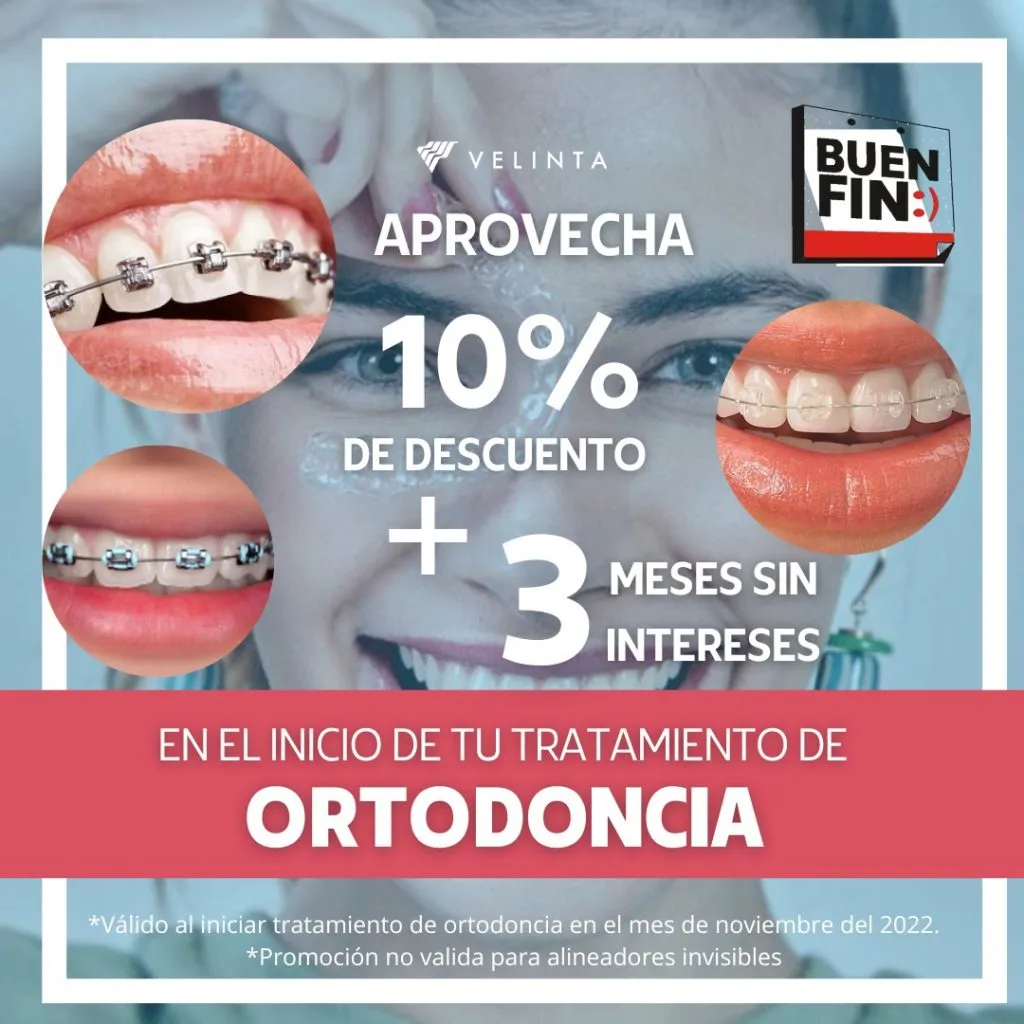 VELINTA
BUEN
FIN:)
APROVECHA
10%
DE DESCUENTO
+
3 MESES SIN
INTERESES
EN EL INICIO DE TU TRATAMIENTO DE
ORTODONCIA
*Válido al iniciar tratamiento de ortodoncia en el mes de noviembre del 2022.
*Promoción no valida para alineadores invisibles